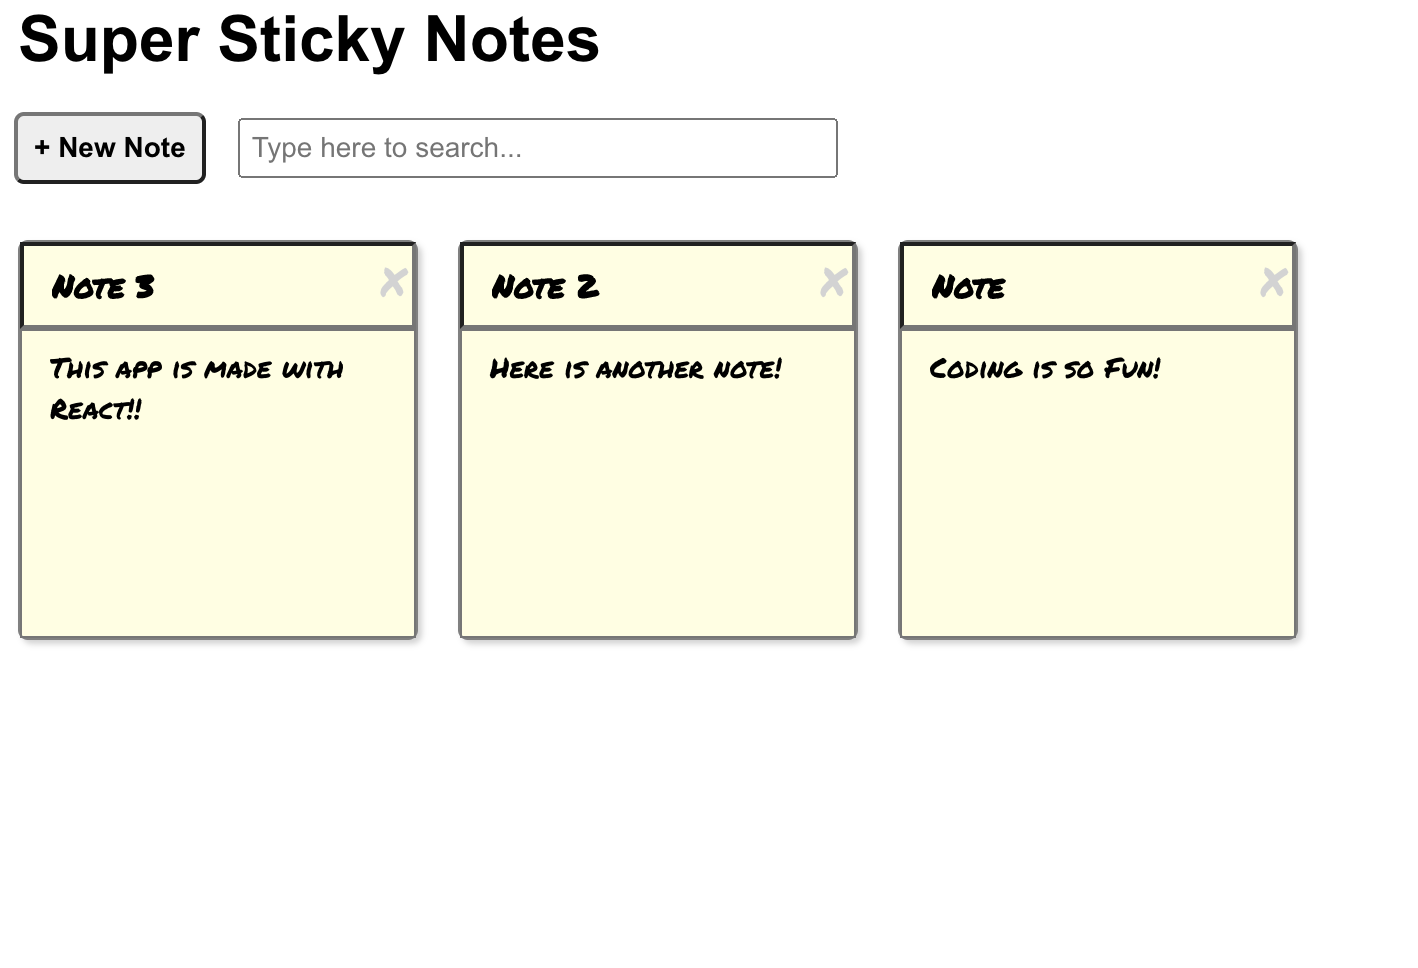 Super Sticky Notes
+ New Note
Type here to search...
Note 3
This app is made with
React!!
Note 2
Here is another note!
Note
Coding is so Fun!